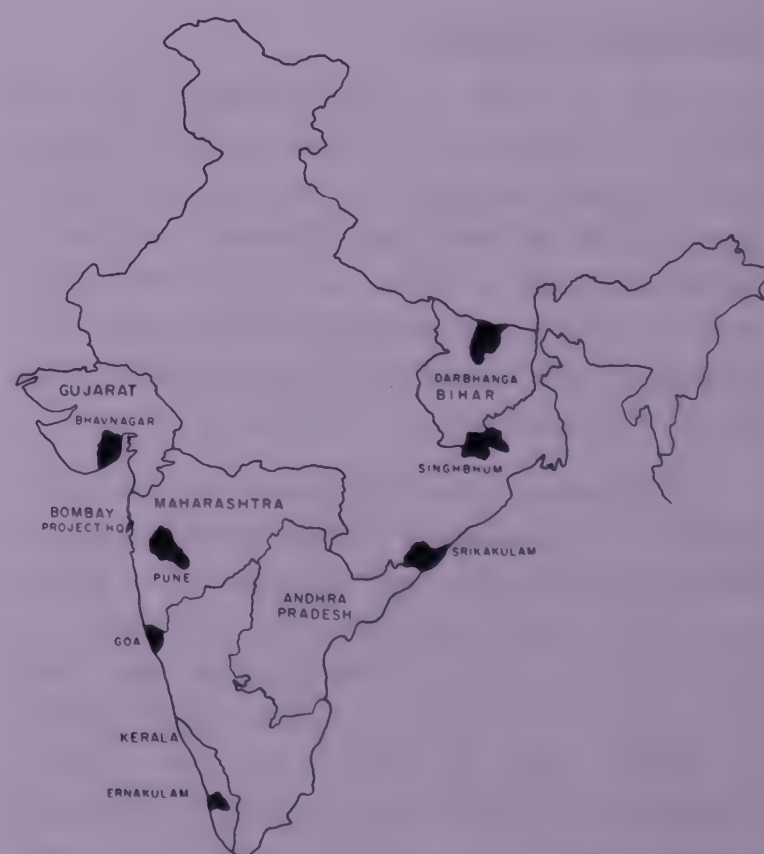 GUJARAT
BHAVNAGAR
DARBHANGA
BIHAR
SINGHBHUM
BOMBAY
PROJECT HQ
MAHARASHTRA
PUNE
SRIKAKULAM
ANDHRA
PRADESH
GOA
KERALA
ERNAKULAM